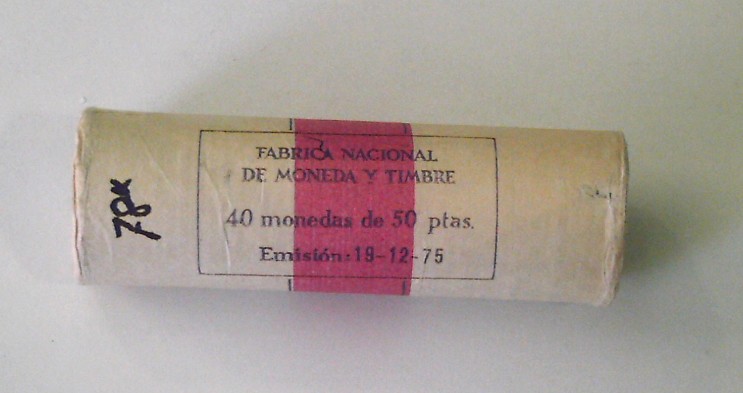 FABRICA NACIONAL
DE MONEDA Y TIMBRE
40 monedas de 50 ptas.
Emisión: 19-12-75